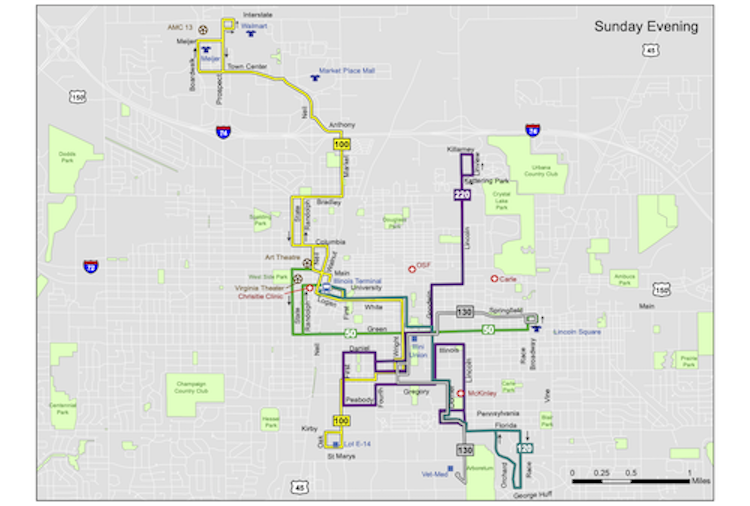 Sunday Evening
Interstate
AMC 13
Walmart
Meijer
Meijer
45
Boardwalk
Prospect
Town Center
Market Place Mall
150
Neil
Anthony
74
74
100
Market
Killarney
Dodds Park
Urbana Country Club
Kettering Park
220
Crystal Lake Park
Bradley
State
Randolph
Douglass Park
Lincoln
Columbia
Neil
Walnut
Art Theatre
72
OSF
Main
West Side Park
Illinois Terminal
University
Carle
Ambucs Park
150
Virginia Theater
Christie Clinic
Logan
First
White
Goodwin
130
Springfield
Main
State
Randolph
50
Green
50
Lincoln Square
Neil
Wright
Illini Union
Race
Broadway
Daniel
Illinois
Lincoln
Prairie Park
Champaign Country Club
First
Fourth
Peabody
Gregory
McKinley
Carle Park
Vine
Centennial Park
Hessel Park
100
Pennsylvania
Blair Park
Kirby
Florida
Oak
Lot E-14
130
120
St Marys
Vet-Med
Arboretum
Orchard
Race
George Huff
45
0 0.25 0.5 1
Miles